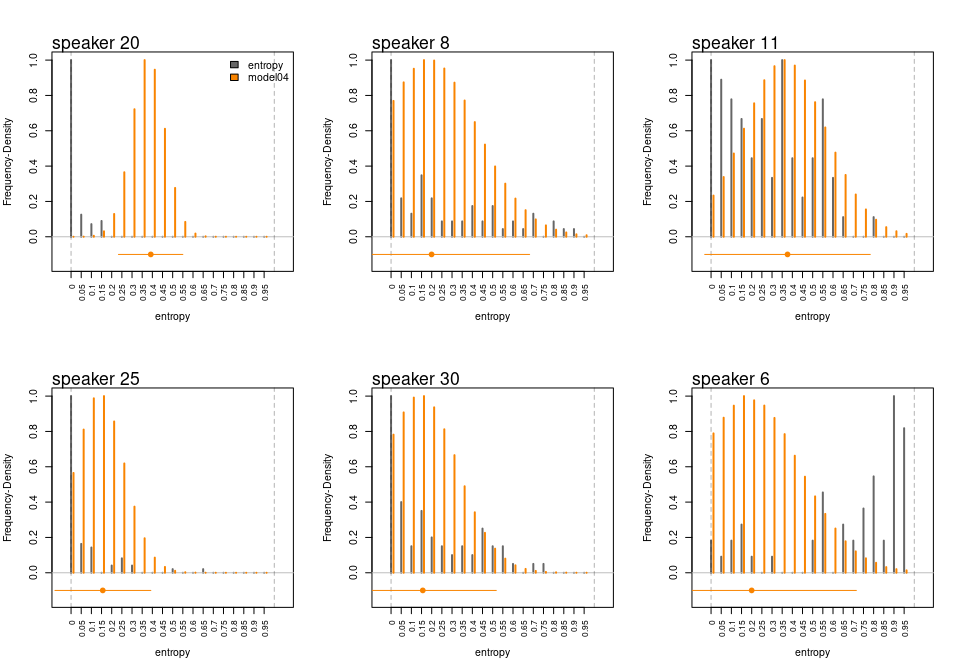 speaker 20
entropy
model04
Frequency-Density
0.0 0.2 0.4 0.6 0.8 1.0
0 0.05 0.1 0.15 0.2 0.25 0.3 0.35 0.4 0.45 0.5 0.55 0.6 0.65 0.7 0.75 0.8 0.85 0.9 0.95
entropy
speaker 8
Frequency-Density
0.0 0.2 0.4 0.6 0.8 1.0
0 0.05 0.1 0.15 0.2 0.25 0.3 0.35 0.4 0.45 0.5 0.55 0.6 0.65 0.7 0.75 0.8 0.85 0.9 0.95
entropy
speaker 11
Frequency-Density
0.0 0.2 0.4 0.6 0.8 1.0
0 0.05 0.1 0.15 0.2 0.25 0.3 0.35 0.4 0.45 0.5 0.55 0.6 0.65 0.7 0.75 0.8 0.85 0.9 0.95
entropy
speaker 25
Frequency-Density
0.0 0.2 0.4 0.6 0.8 1.0
0 0.05 0.1 0.15 0.2 0.25 0.3 0.35 0.4 0.45 0.5 0.55 0.6 0.65 0.7 0.75 0.8 0.85 0.9 0.95
entropy
speaker 30
Frequency-Density
0.0 0.2 0.4 0.6 0.8 1.0
0 0.05 0.1 0.15 0.2 0.25 0.3 0.35 0.4 0.45 0.5 0.55 0.6 0.65 0.7 0.75 0.8 0.85 0.9 0.95
entropy
speaker 6
Frequency-Density
0.0 0.2 0.4 0.6 0.8 1.0
0 0.05 0.1 0.15 0.2 0.25 0.3 0.35 0.4 0.45 0.5 0.55 0.6 0.65 0.7 0.75 0.8 0.85 0.9 0.95
entropy